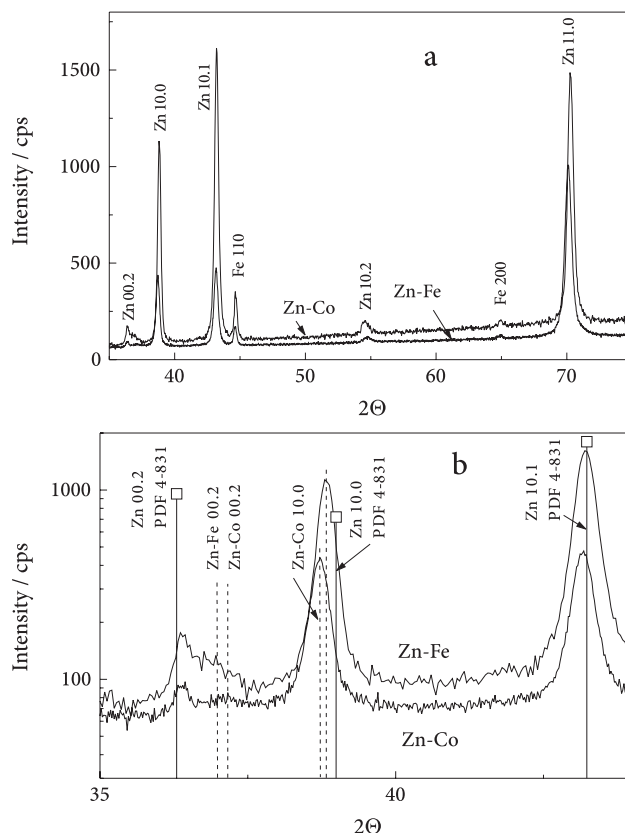 a
Intensity / cps
1500
1000
500
0
Zn 00.2
Zn 10.0
Zn 10.1
Fe 110
Zn-Co
Zn 10.2
Zn-Fe
Fe 200
Zn 11.0
40
50
60
70
2Θ
b
Intensity / cps
1000
100
Zn 00.2
PDF 4-831
Zn-Fe 00.2
Zn-Co 00.2
Zn-Co 10.0
Zn 10.0
PDF 4-831
Zn 10.1
PDF 4-831
Zn-Fe
Zn-Co
35
40
2Θ